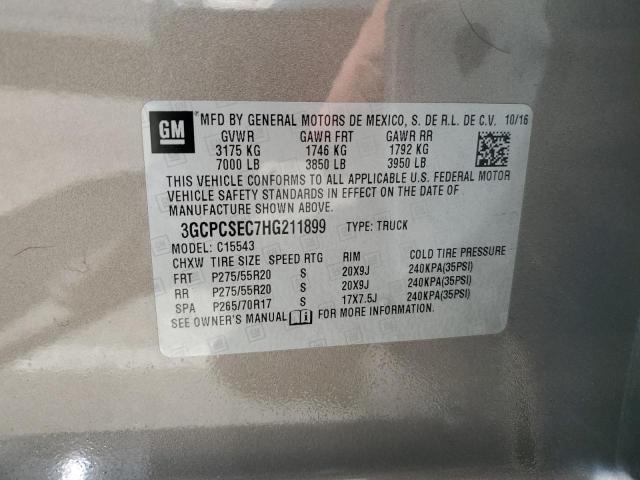 GM
MFD BY GENERAL MOTORS DE MEXICO, S. DE R.L. DE C.V. 10/16
GVWR GAWR FRT GAWR RR
3175 KG 1746 KG 1792 KG
7000 LB 3850 LB 3950 LB
THIS VEHICLE CONFORMS TO ALL APPLICABLE U.S. FEDERAL MOTOR
VEHICLE SAFETY STANDARDS IN EFFECT ON THE DATE OF
MANUFACTURE SHOWN ABOVE.
3GCPCSEC7HG211899 TYPE: TRUCK
MODEL: C15543
CHXW TIRE SIZE SPEED RTG RIM COLD TIRE PRESSURE
FRT P275/55R20 S 20X9J 240KPA(35PSI)
RR P275/55R20 S 20X9J 240KPA(35PSI)
SPA P265/70R17 S 17X7.5J 240KPA(35PSI)
SEE OWNER'S MANUAL FOR MORE INFORMATION.